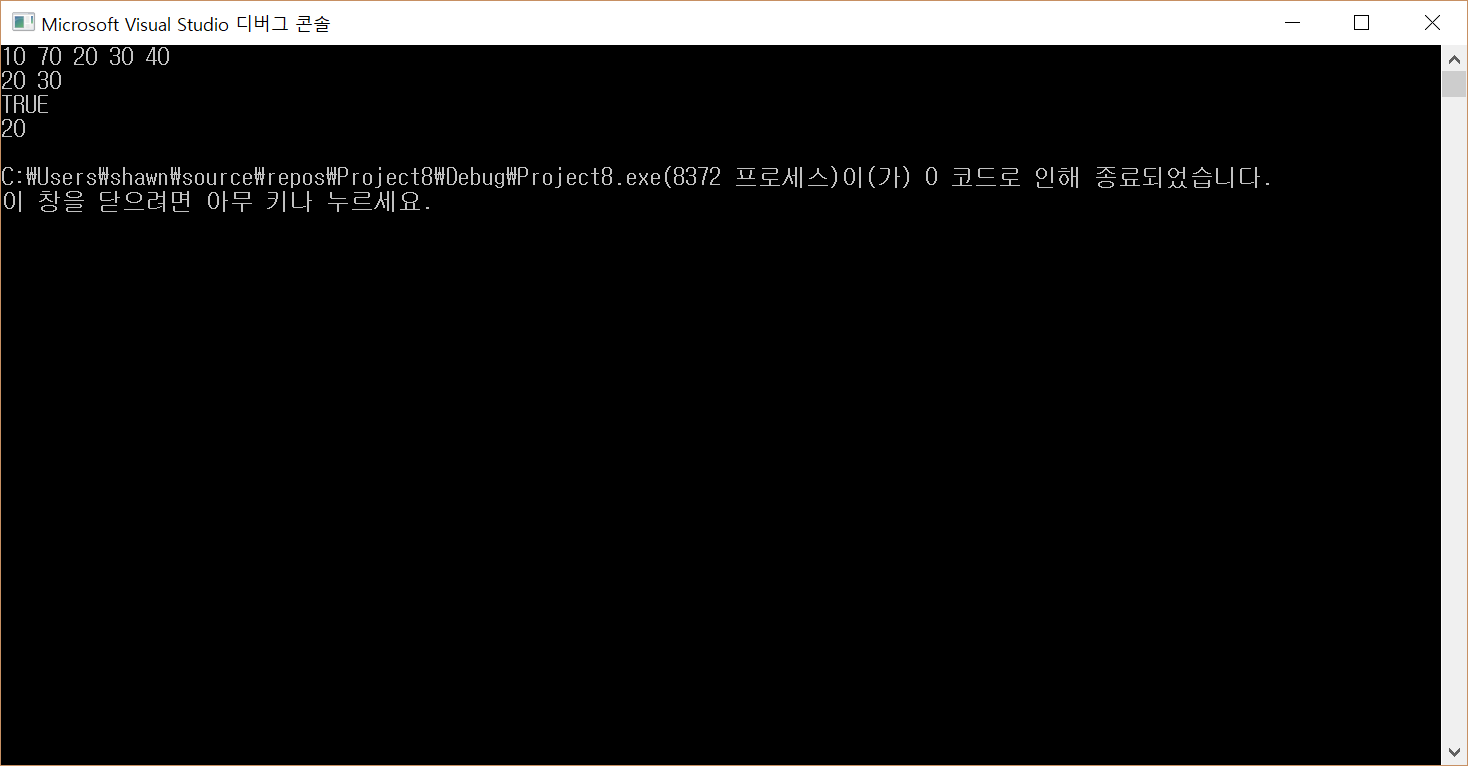 Microsoft Visual Studio 디버그 콘솔
10 70 20 30 40
20 30
TRUE
20
C:₩Users₩shawn₩source₩repos₩Project8₩Debug₩Project8.exe(8372 프로세스)이(가) 0 코드로 인해 종료되었습니다.
이 창을 닫으려면 아무 키나 누르세요.